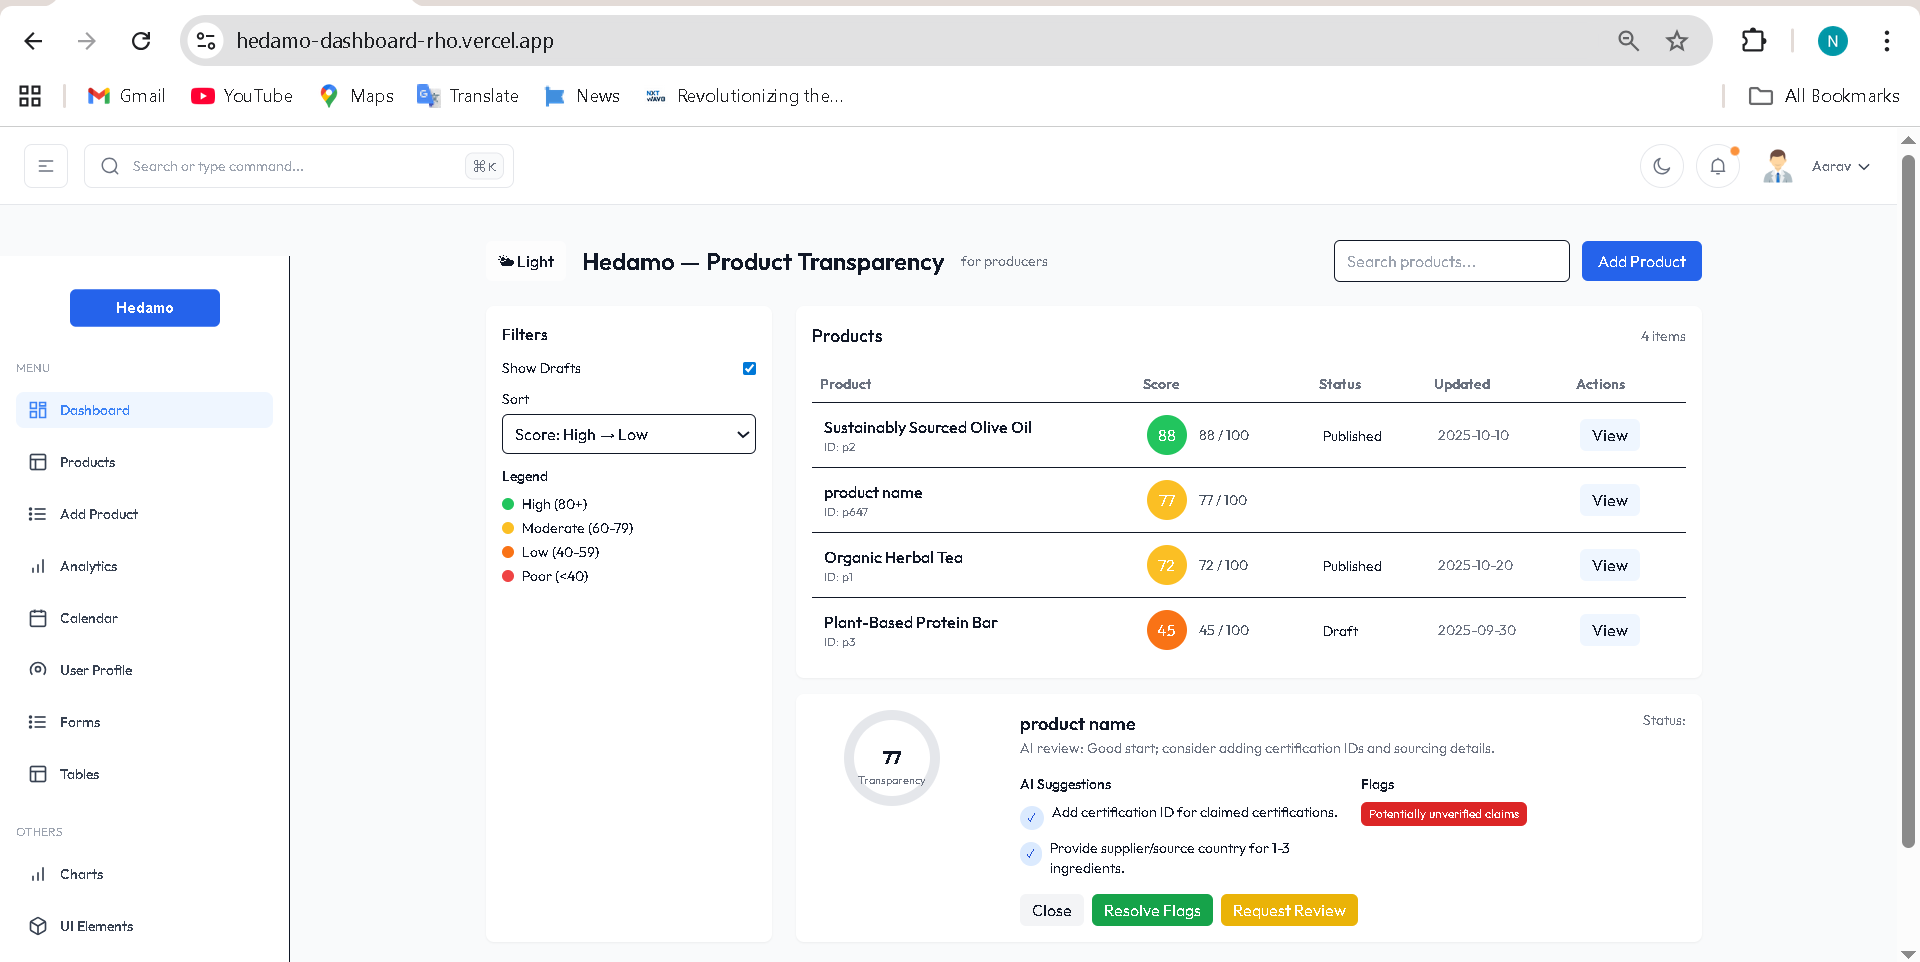 hedamo-dashboard-rho.vercel.app
N
Gmail
YouTube
Maps
Translate
News
Revolutionizing the...
All Bookmarks
Search or type command...
⌘K
Aarav
Hedamo
MENU
Dashboard
Products
Add Product
Analytics
Calendar
User Profile
Forms
Tables
OTHERS
Charts
UI Elements
Light
Hedamo — Product Transparency
for producers
Search products...
Add Product
Filters
Show Drafts
Sort
Score: High → Low
Legend
High (80+)
Moderate (60-79)
Low (40-59)
Poor (<40)
Products
4 items
Product Score Status Updated Actions
Sustainably Sourced Olive Oil
ID: p2
88 88 / 100 Published 2025-10-10 View
product name
ID: p647
77 77 / 100 View
Organic Herbal Tea
ID: p1
72 72 / 100 Published 2025-10-20 View
Plant-Based Protein Bar
ID: p3
45 45 / 100 Draft 2025-09-30 View
77
Transparency
product name
Status:
AI review: Good start; consider adding certification IDs and sourcing details.
AI Suggestions
✓ Add certification ID for claimed certifications.
✓ Provide supplier/source country for 1-3
ingredients.
Flags
Potentially unverified claims
Close
Resolve Flags
Request Review